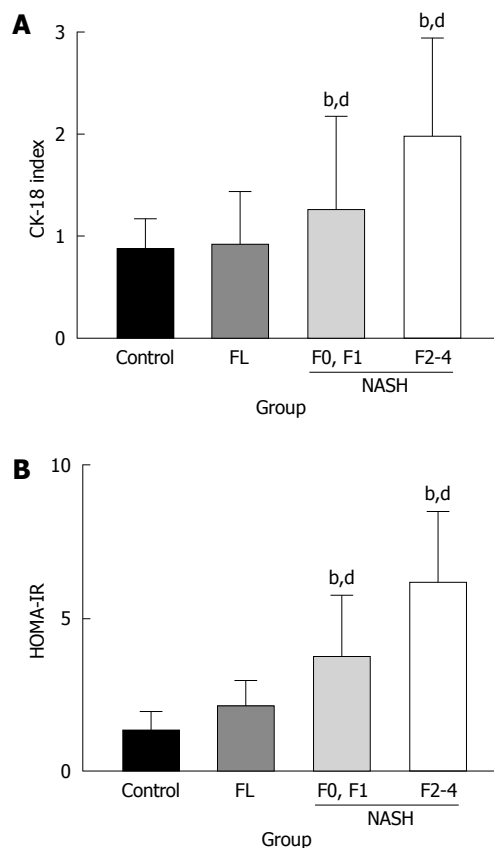 A
3
b,d
b,d
2
CK-18 index
1
0
Control FL F0, F1 F2-4
NASH
Group
B
10
b,d
b,d
HOMA-IR
5
0
Control FL F0, F1 F2-4
NASH
Group